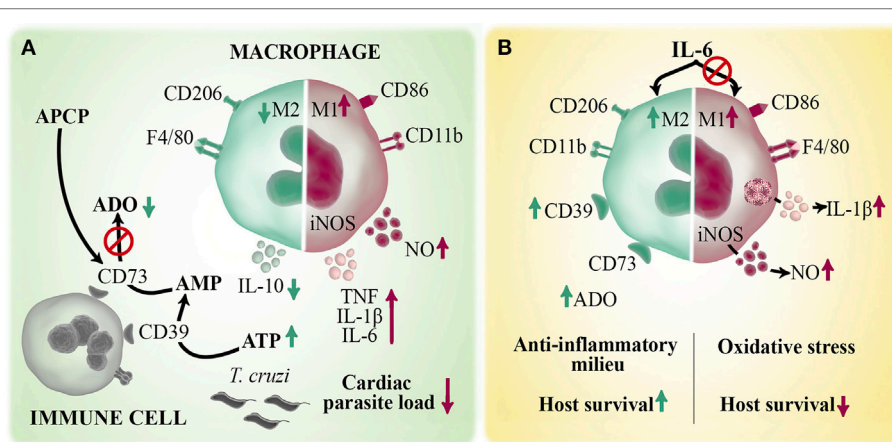 A
MACROPHAGE
CD206
M2
M1
CD86
APCP
F4/80
CD11b
ADO
iNOS
NO
CD73
AMP
IL-10
TNF
IL-1β
IL-6
CD39
ATP
T. cruzi
Cardiac
parasite load
IMMUNE CELL
B
IL-6
CD206
M2
M1
CD86
CD11b
F4/80
CD39
IL-1β
iNOS
CD73
NO
ADO
Anti-inflammatory
milieu
Oxidative stress
Host survival
Host survival